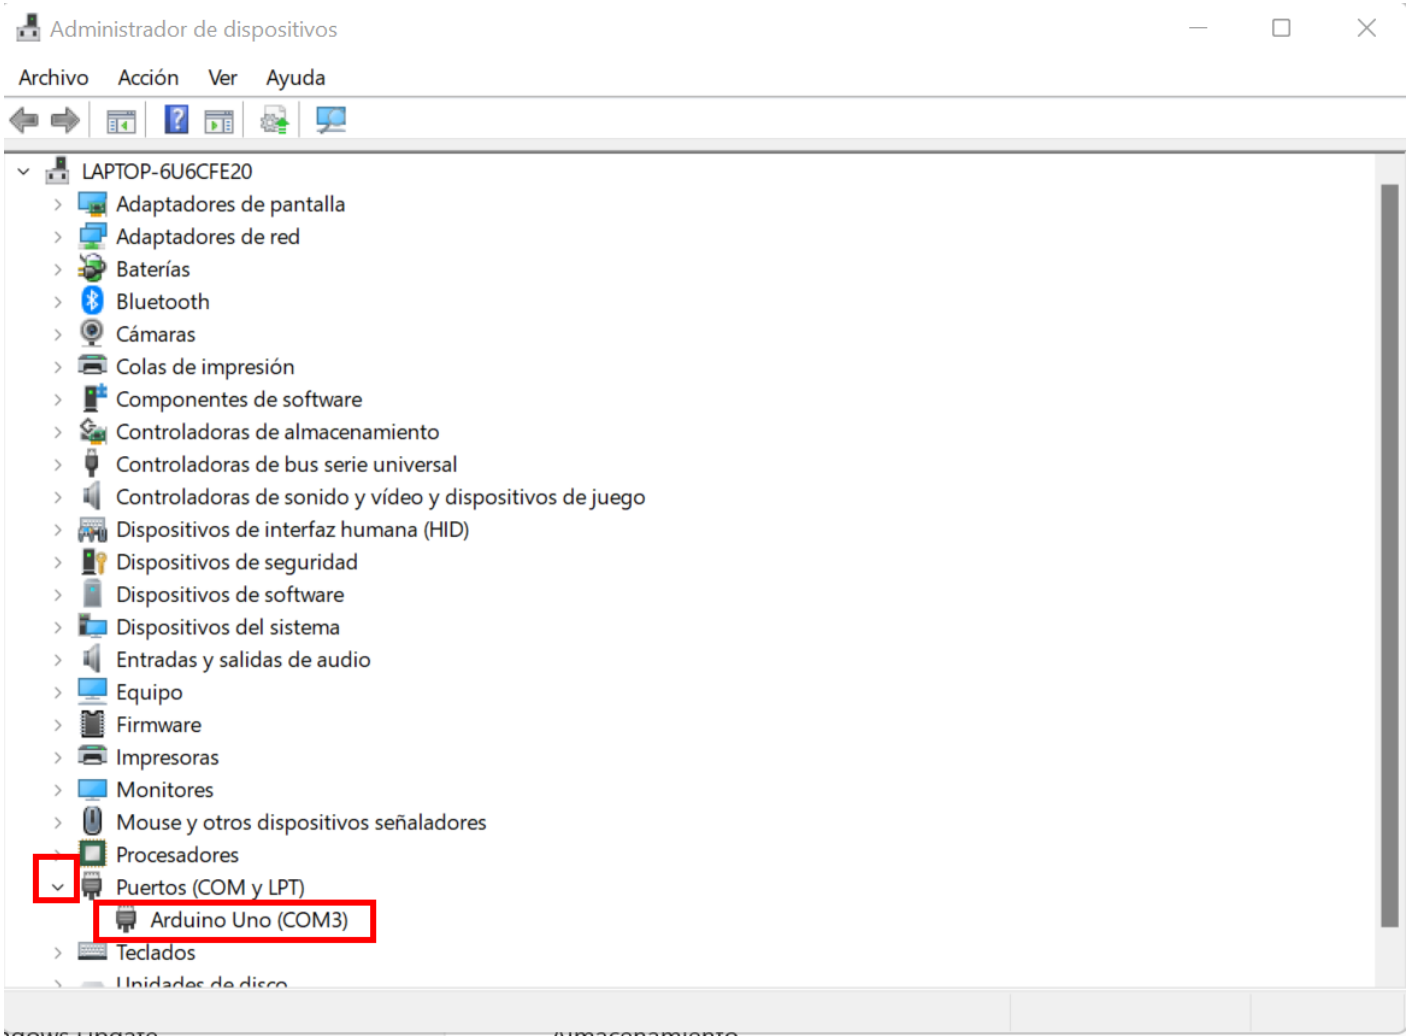 Administrador de dispositivos
Archivo Acción Ver Ayuda
LAPTOP-6U6CFE20
Adaptadores de pantalla
Adaptadores de red
Baterías
Bluetooth
Cámaras
Colas de impresión
Componentes de software
Controladoras de almacenamiento
Controladoras de bus serie universal
Controladoras de sonido y vídeo y dispositivos de juego
Dispositivos de interfaz humana (HID)
Dispositivos de seguridad
Dispositivos de software
Dispositivos del sistema
Entradas y salidas de audio
Equipo
Firmware
Impresoras
Monitores
Mouse y otros dispositivos señaladores
Procesadores
Puertos (COM y LPT)
Arduino Uno (COM3)
Teclados
Unidades de disco